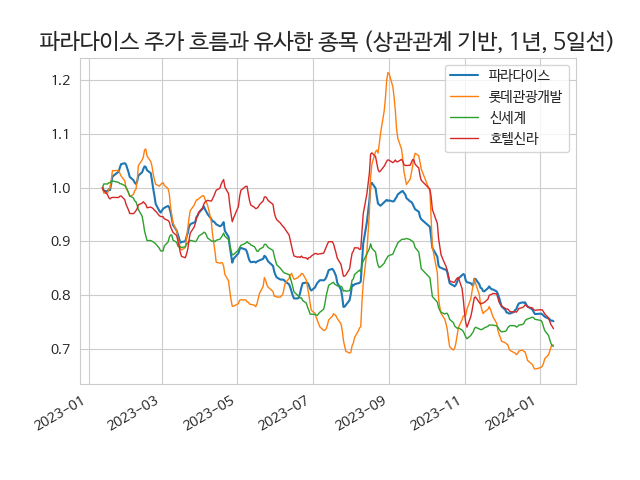 파라다이스 주가 흐름과 유사한 종목 (상관관계 기반, 1년, 5일선)
파라다이스
롯데관광개발
신세계
호텔신라
1.2
1.1
1.0
0.9
0.8
0.7
2023-01
2023-03
2023-05
2023-07
2023-09
2023-11
2024-01